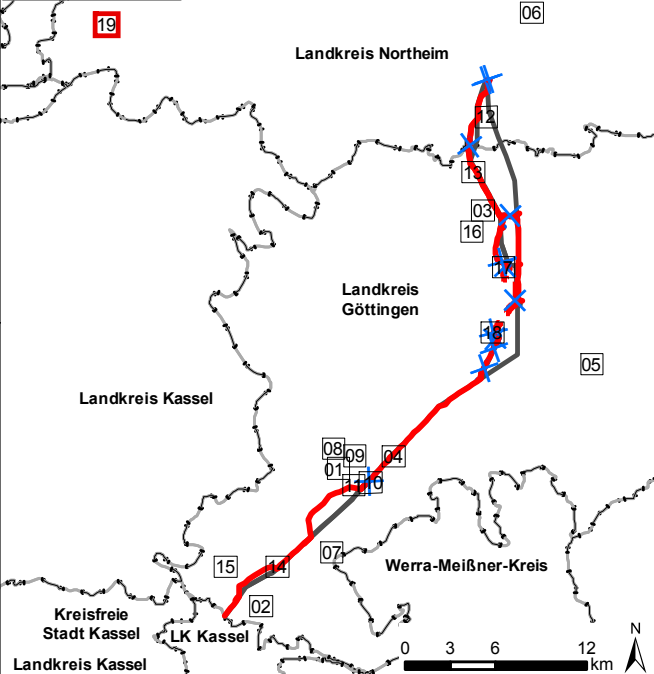 06
19
Landkreis Northeim
12
13
03
16
17
Landkreis
Göttingen
18
05
Landkreis Kassel
08
09
04
01
11
10
07
15
14
Werra-Meißner-Kreis
02
Kreisfreie
Stadt Kassel
LK Kassel
Landkreis Kassel
N
0 3 6 12
km